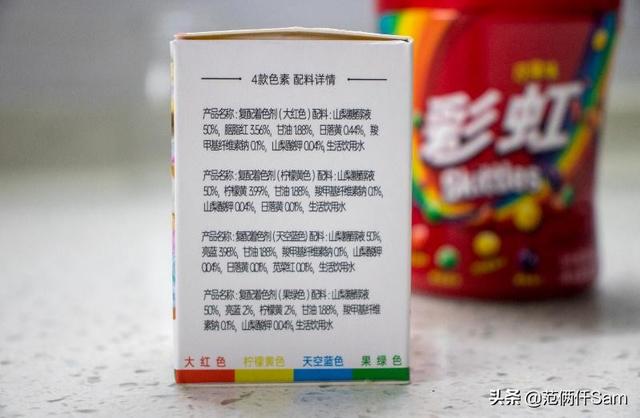 4款色素 配料详情
产品名称:复配着色剂(大红色)配料:山梨糖醇液
50%, 胭脂红 3.56%, 甘油 1.88%, 日落黄 0.44%, 羧
甲基纤维素钠 0.1%, 山梨酸钾 0.04%, 生活饮用水
产品名称:复配着色剂(柠檬黄色)配料:山梨糖醇液
50%, 柠檬黄 3.99%, 甘油 1.88%, 羧甲基纤维素钠 0.1%,
山梨酸钾 0.04%, 日落黄 0.01%, 生活饮用水
产品名称:复配着色剂(天空蓝色)配料:山梨糖醇液 50%,
亮蓝 3.98%, 甘油 1.88%, 羧甲基纤维素钠 0.1%, 山梨酸钾
0.04%, 日落黄 0.01%, 苋菜红 0.01%, 生活饮用水
产品名称:复配着色剂(果绿色)配料:山梨糖醇液
50%, 亮蓝 2%, 柠檬黄 2%, 甘油 1.88%, 羧甲基纤维
素钠 0.1%, 山梨酸钾 0.04%, 生活饮用水
大红色 柠檬黄色 天空蓝色 果绿色
彩虹
Skittles
头条 @范俩仟Sam